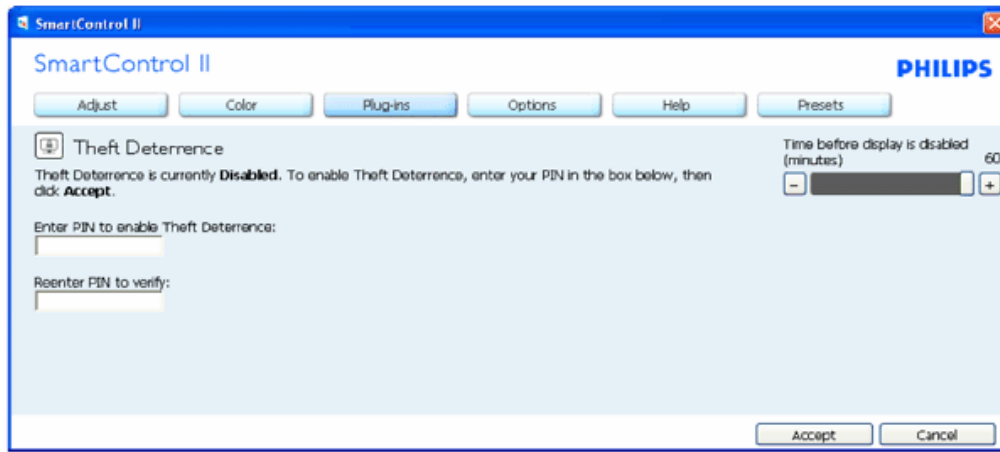 SmartControl II
SmartControl II
PHILIPS
Adjust
Color
Plug-ins
Options
Help
Presets
Theft Deterrence
Theft Deterrence is currently Disabled. To enable Theft Deterrence, enter your PIN in the box below, then
click Accept.
Time before display is disabled
(minutes)
60
-
+
Enter PIN to enable Theft Deterrence:
Reenter PIN to verify:
Accept
Cancel